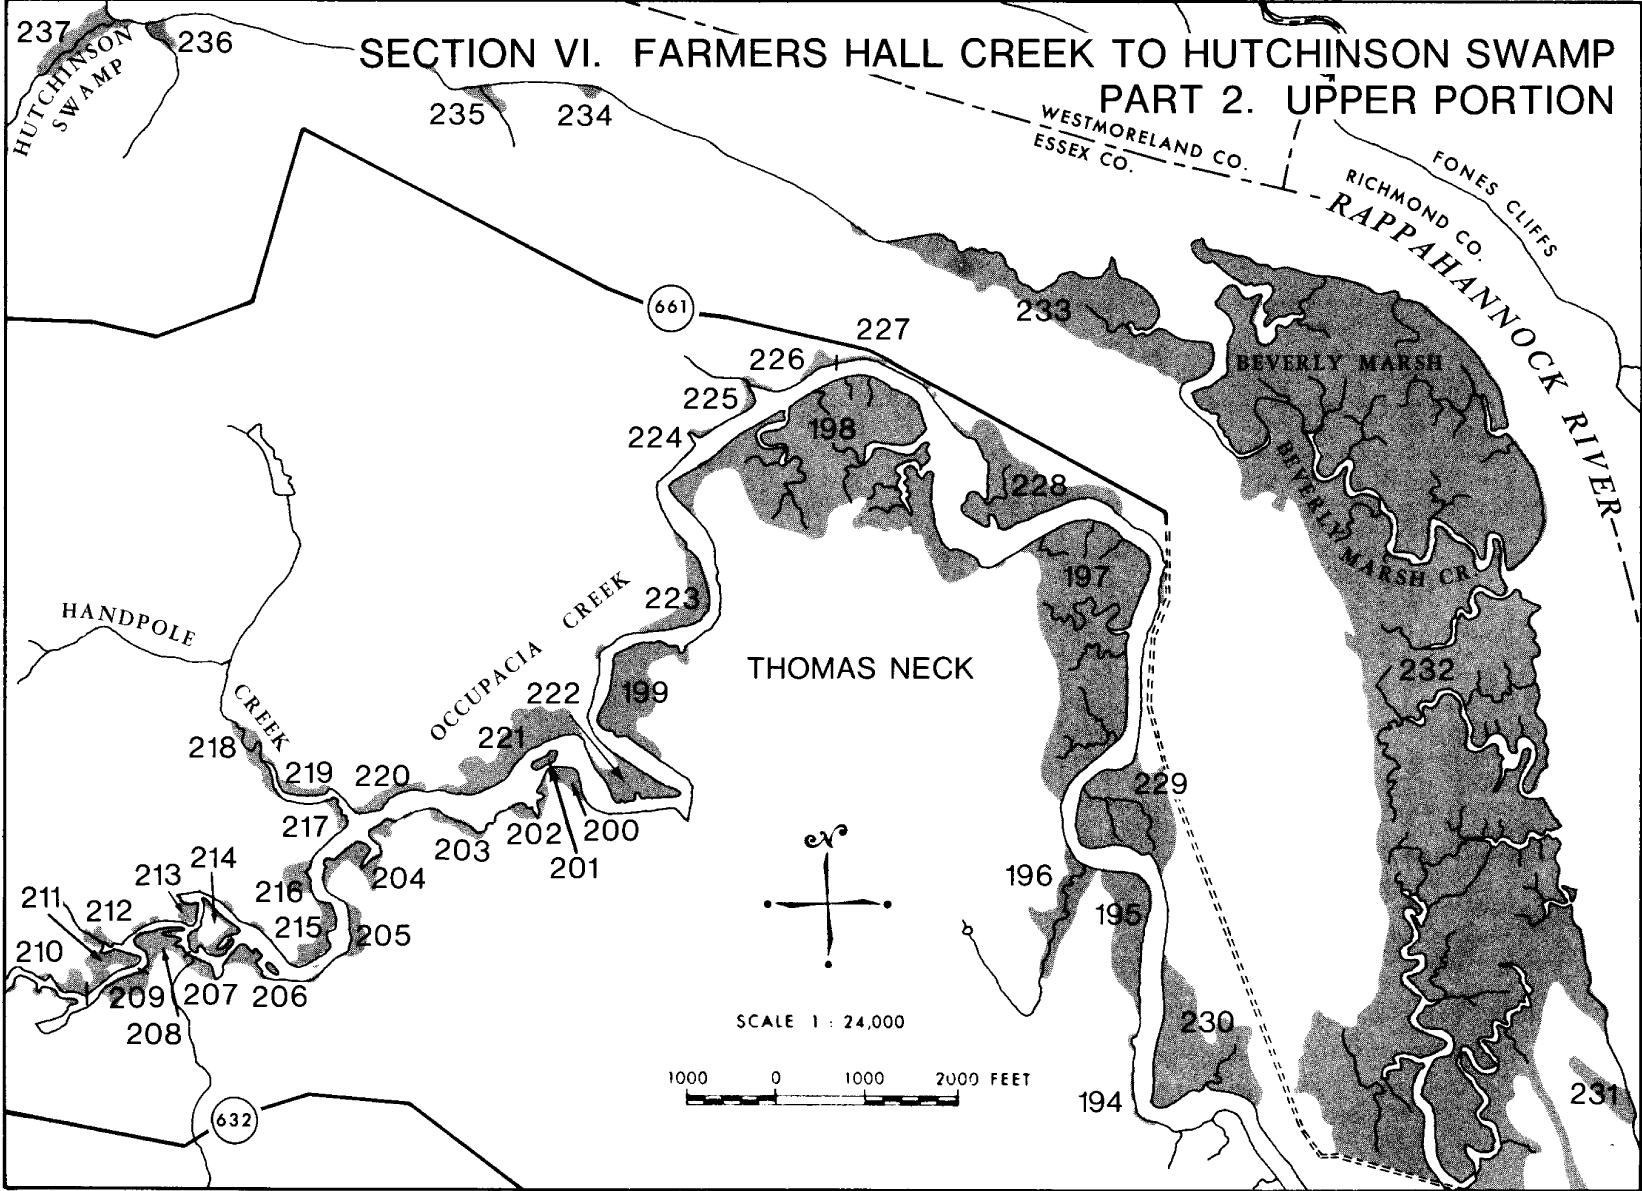 SECTION VI. FARMERS HALL CREEK TO HUTCHINSON SWAMP
PART 2. UPPER PORTION
237
236
HUTCHINSON
SWAMP
235
234
WESTMORELAND CO.
ESSEX CO.
RICHMOND CO.
FONES CLIFFS
RAPPAHANNOCK RIVER
233
661
227
226
BEVERLY MARSH
225
224
198
BEVERLY MARSH CR.
228
197
223
OCCUPACIA CREEK
HANDPOLE
CREEK
THOMAS NECK
232
199
222
221
218
219
220
229
217
203
202
200
201
214
213
216
204
196
211
212
215
205
195
210
209
207
206
208
SCALE 1 : 24,000
230
1000 0 1000 2000 FEET
194
231
632
N